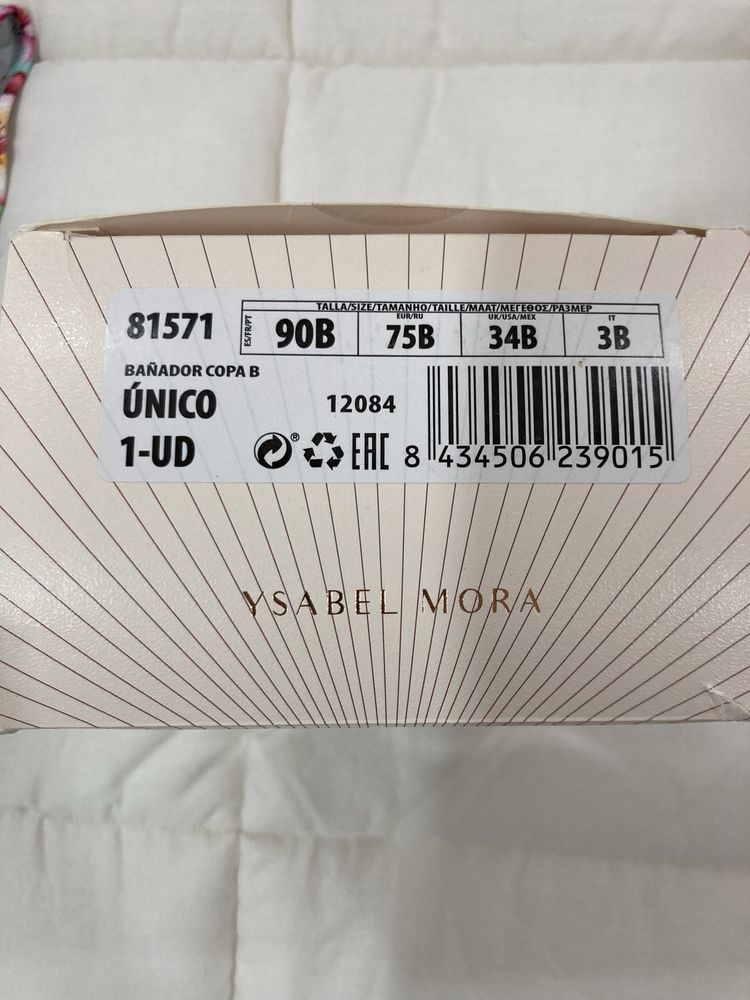 81571
TALLA/SIZE/TAMANHO/TAILLE/MAAT/ΜΕΓΕΘΟΣ/РАЗМЕР
ES/FR/PT 90B EUR/RU 75B UK/USA/MEX 34B IT 3B
BAÑADOR COPA B
ÚNICO 12084
1-UD ® EAC 8 434506 239015
YSABEL MORA